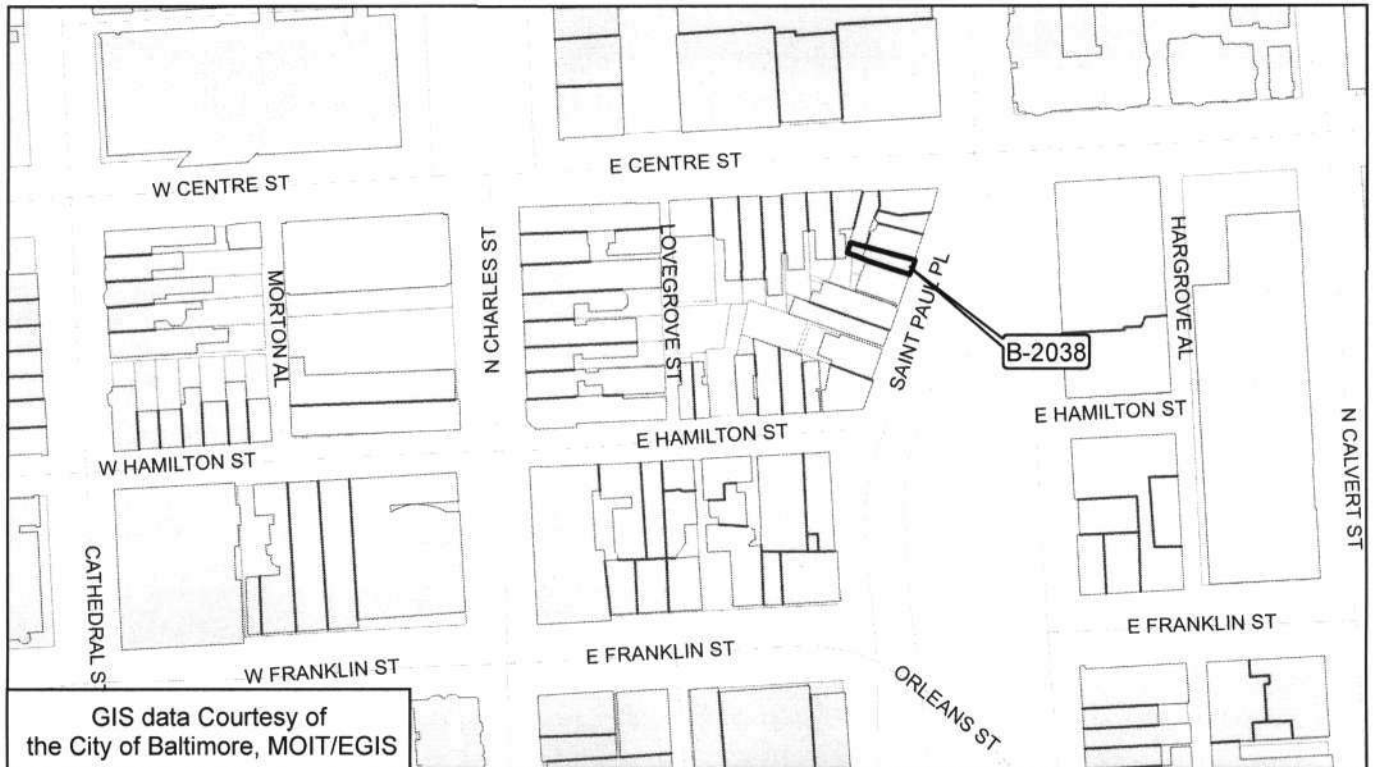 W CENTRE ST
E CENTRE ST
N CHARLES ST
LOVEGROVE ST
MORTON AL
SAINT PAUL PL
HARGROVE AL
B-2038
E HAMILTON ST
E HAMILTON ST
W HAMILTON ST
N CALVERT ST
CATHEDRAL S
E FRANKLIN ST
E FRANKLIN ST
W FRANKLIN ST
ORLEANS ST
GIS data Courtesy of
the City of Baltimore, MOIT/EGIS